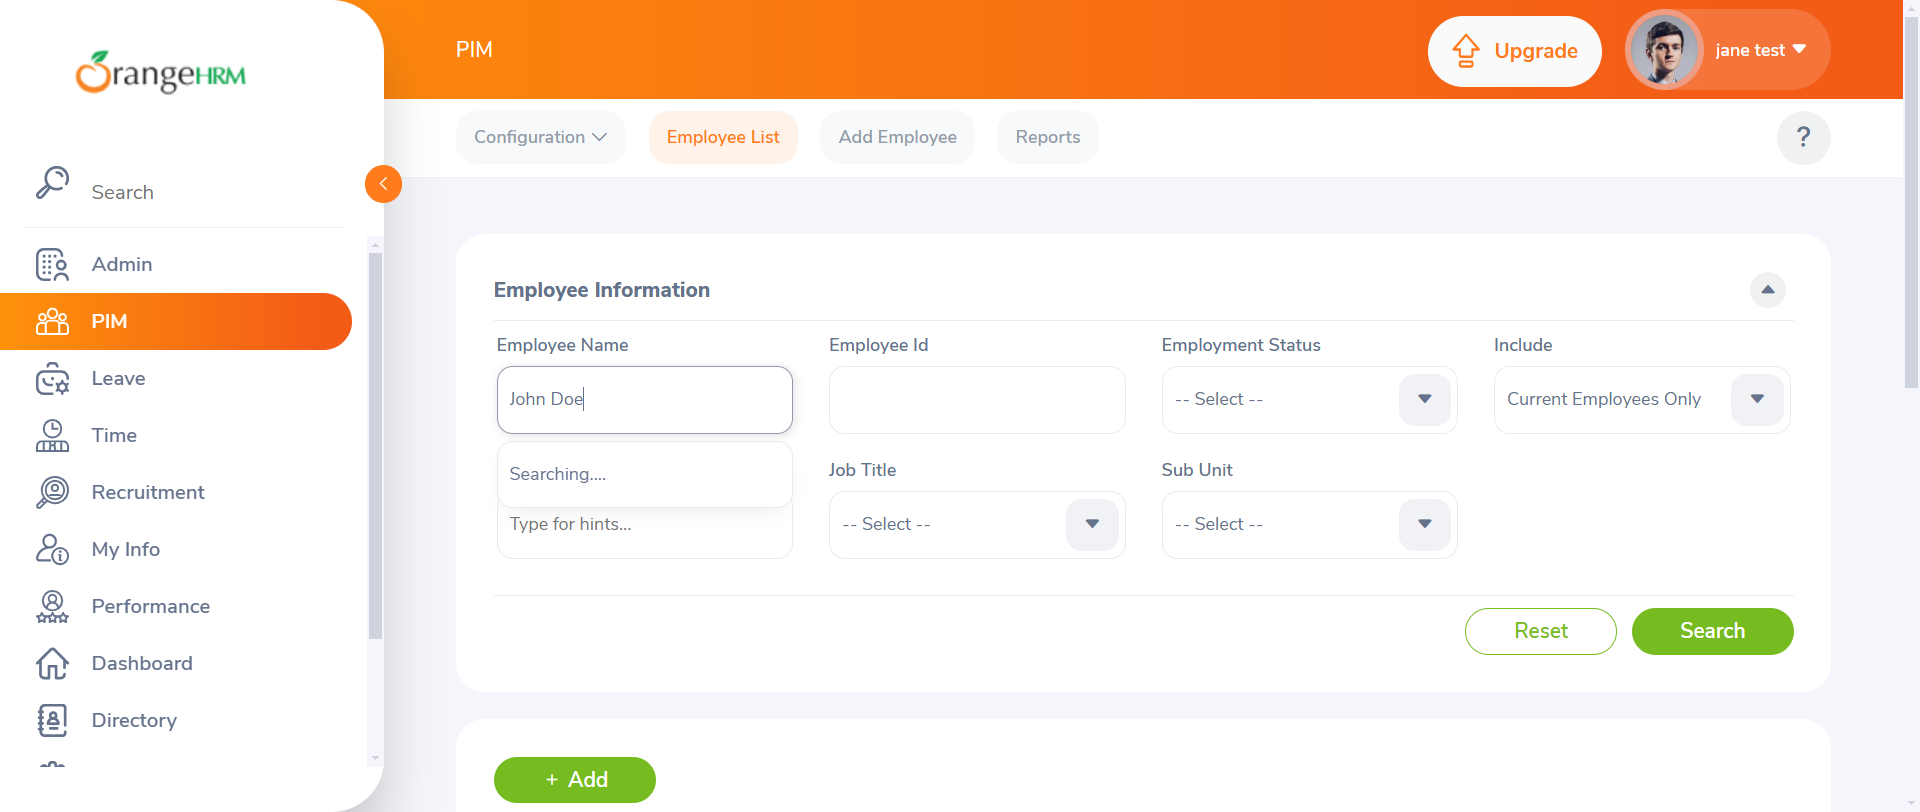 OrangeHRM
PIM
Upgrade
jane test
Search
Configuration
Employee List
Add Employee
Reports
?
Admin
PIM
Leave
Time
Recruitment
My Info
Performance
Dashboard
Directory
Employee Information
Employee Name
Employee Id
Employment Status
Include
John Doe
-- Select --
Current Employees Only
Searching....
Job Title
Sub Unit
Type for hints...
-- Select --
-- Select --
Reset
Search
+ Add